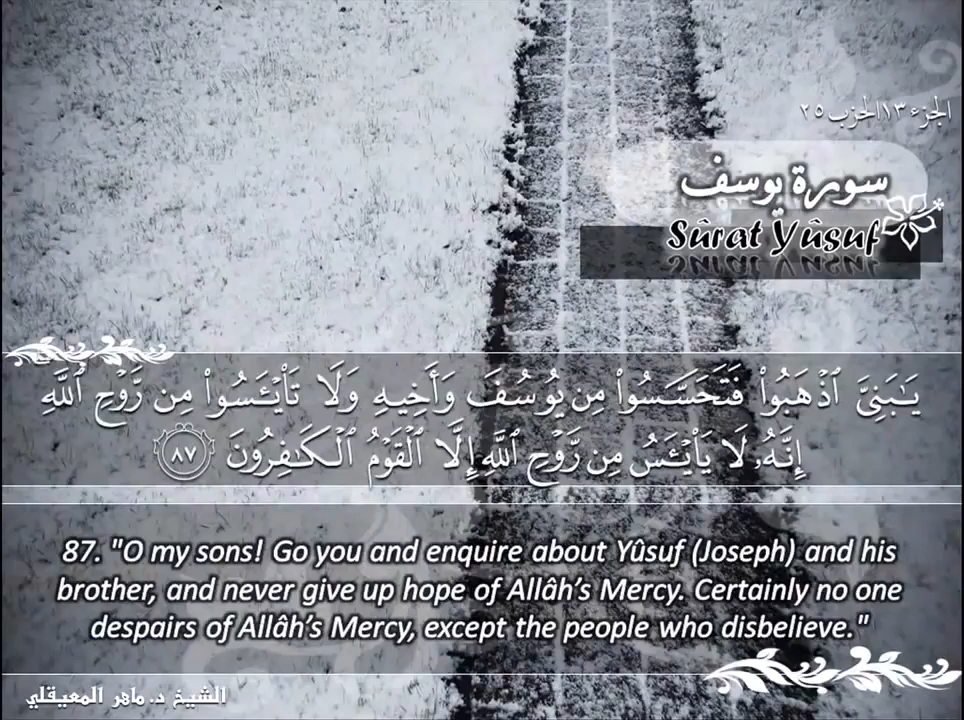 الجزء ١٣ الحزب ٢٥
سورة يوسف
Sûrat Yûsuf
يَـٰبَنِىَّ ٱذْهَبُوا۟ فَتَحَسَّسُوا۟ مِن يُوسُفَ وَأَخِيهِ وَلَا تَا۟يْـَٔسُوا۟ مِن رَّوْحِ ٱللَّهِ
إِنَّهُۥ لَا يَا۟يْـَٔسُ مِن رَّوْحِ ٱللَّهِ إِلَّا ٱلْقَوْمُ ٱلْكَـٰفِرُونَ ٨٧
87. "O my sons! Go you and enquire about Yûsuf (Joseph) and his
brother, and never give up hope of Allâh’s Mercy. Certainly no one
despairs of Allâh’s Mercy, except the people who disbelieve."
الشيخ د. ماهر المعيقلي